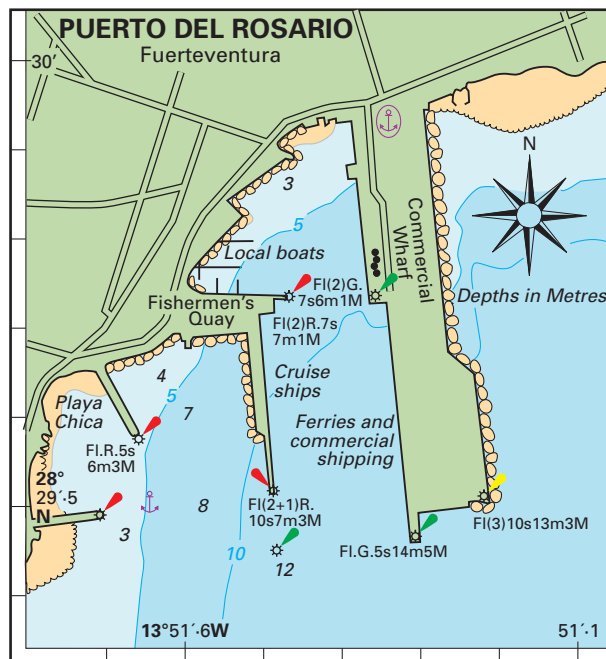 PUERTO DEL ROSARIO
Fuerteventura
30'
N
3
5
Commercial
Wharf
Local boats
Fl(2)G.
7s6m1M
Fishermen's
Quay
Depths in Metres
Fl(2)R.7s
7m1M
Cruise
ships
4
5
7
Playa
Chica
Ferries and
commercial
shipping
Fl.R.5s
6m3M
28°
29'·5
N
3
8
Fl(2+1)R.
10s7m3M
Fl(3)10s13m3M
10
12
Fl.G.5s14m5M
13°51'·6W
51'·1